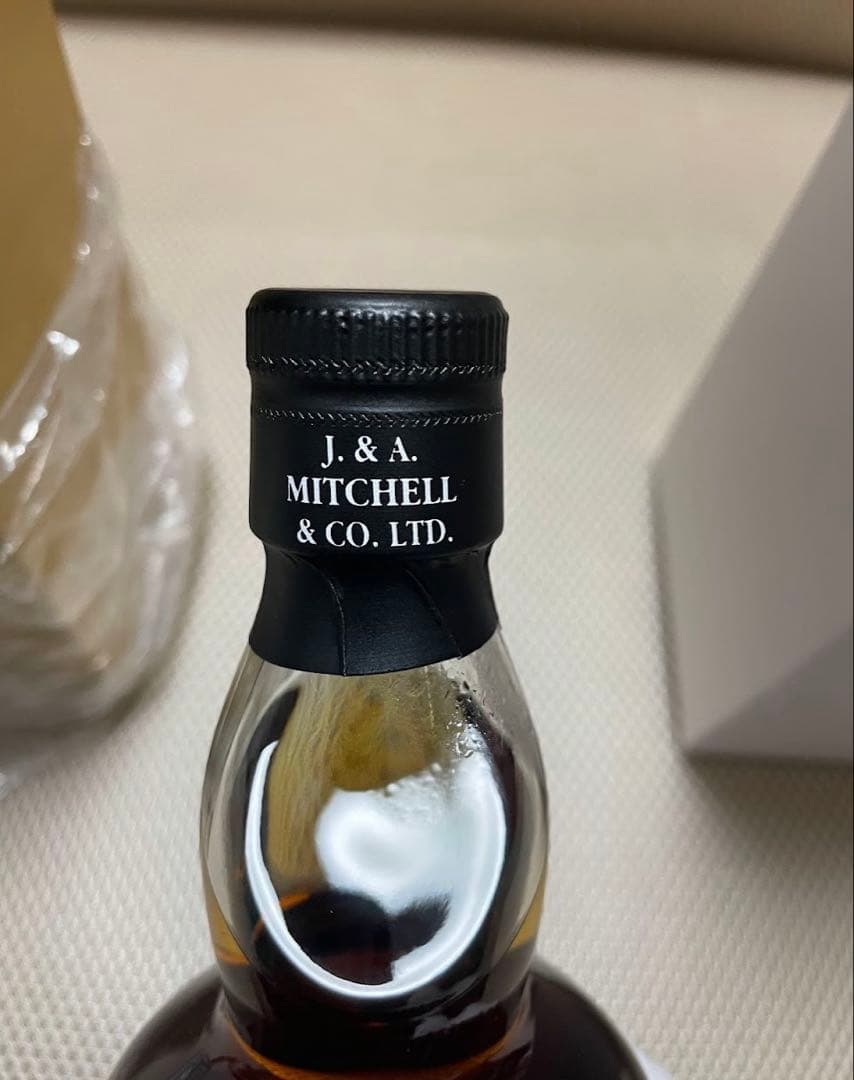 J. & A.
MITCHELL
& CO. LTD.